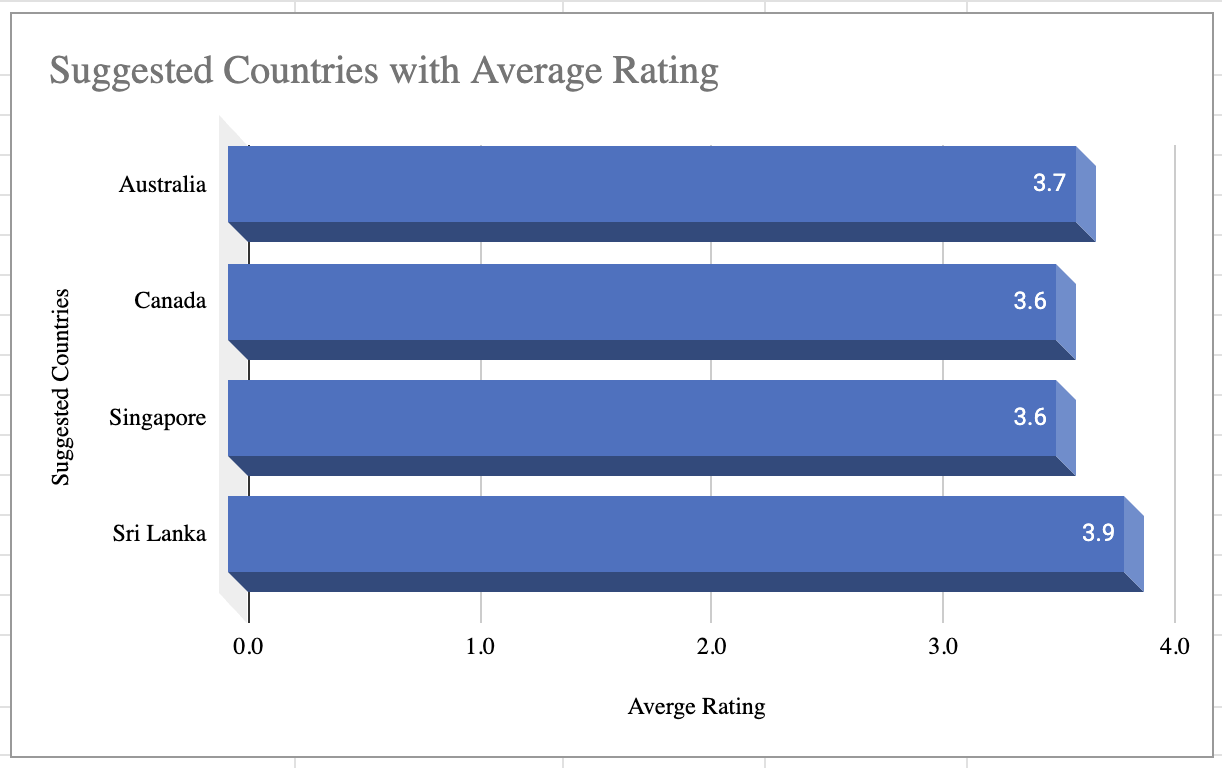 Suggested Countries with Average Rating
Suggested Countries
Australia
3.7
Canada
3.6
Singapore
3.6
Sri Lanka
3.9
0.0 1.0 2.0 3.0 4.0
Averge Rating